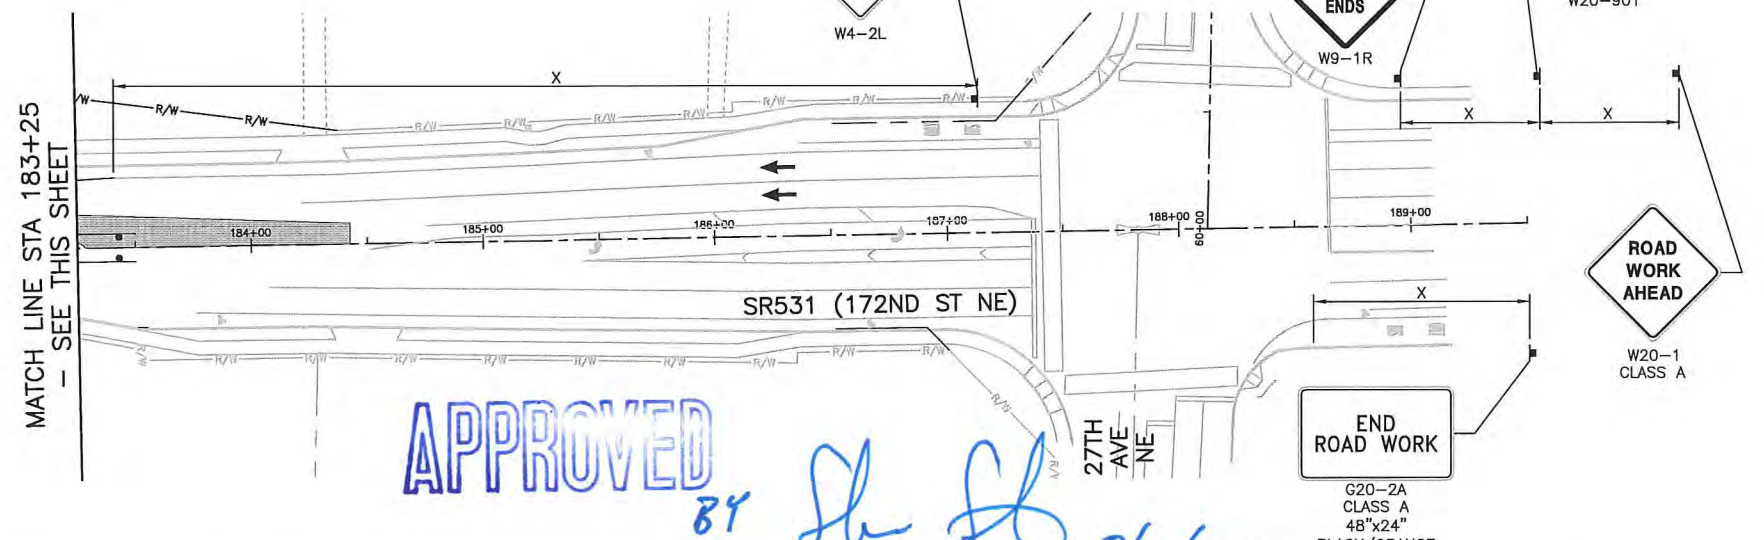 ENDS
W20-901
W4-2L
W9-1R
X
X
X
R/W
R/W
R/W
R/W
R/W
R/W
R/W
R/W
R/W
R/W
R/W
MATCH LINE STA 183+25
- SEE THIS SHEET
184+00
185+00
186+00
187+00
188+00
189+00
60+00
ROAD
WORK
AHEAD
W20-1
CLASS A
X
SR531 (172ND ST NE)
R/W
R/W
R/W
R/W
R/W
R/W
R/W
R/W
R/W
R/W
R/W
27TH
AVE
NE
END
ROAD WORK
G20-2A
CLASS A
48"x24"
APPROVED
BY